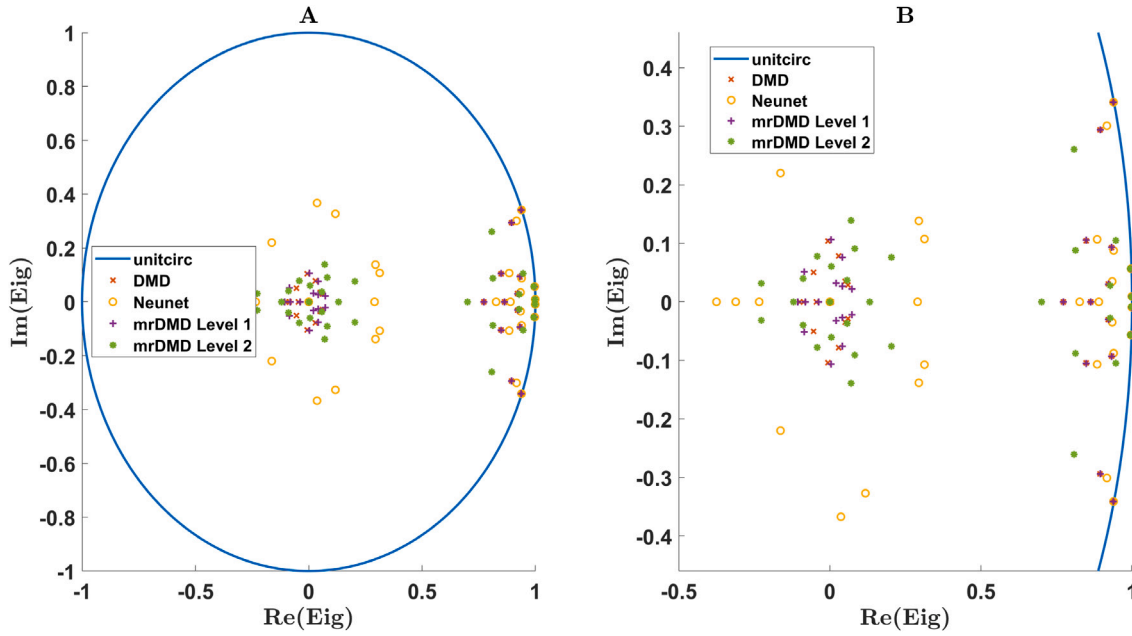 A
1
0.8
0.6
0.4
0.2
0
-0.2
-0.4
-0.6
-0.8
-1
Im(Eig)
unitcirc
DMD
Neunet
mrDMD Level 1
mrDMD Level 2
-1
-0.5
0
0.5
1
Re(Eig)
B
0.4
0.3
0.2
0.1
0
-0.1
-0.2
-0.3
-0.4
Im(Eig)
unitcirc
DMD
Neunet
mrDMD Level 1
mrDMD Level 2
-0.5
0
0.5
1
Re(Eig)